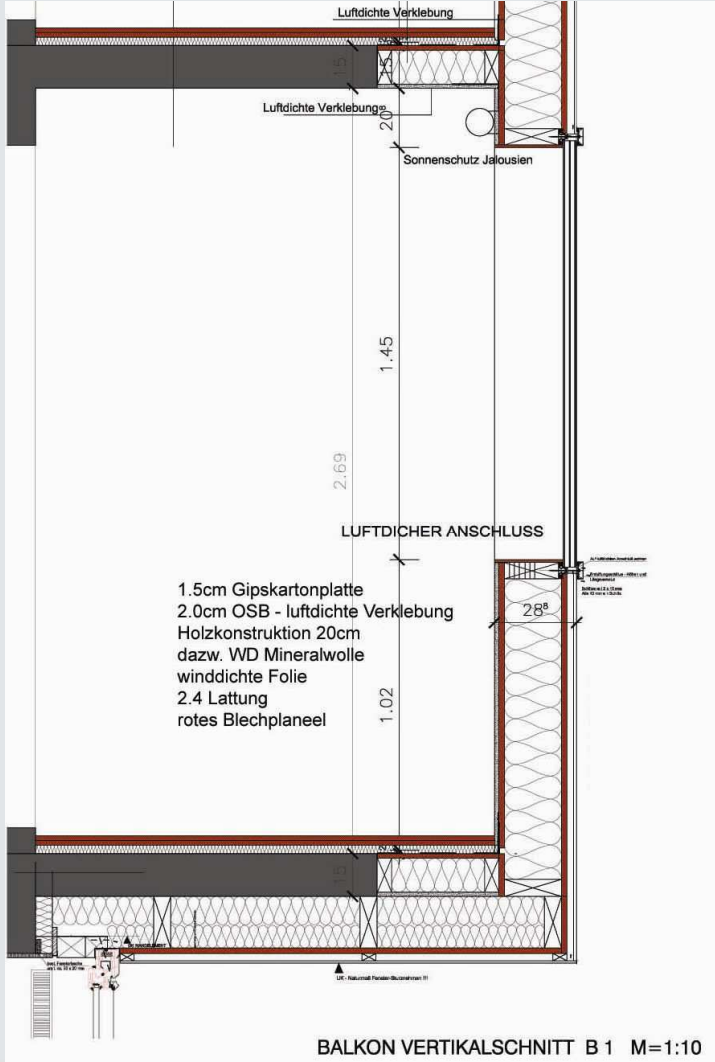 Luftdichte Verklebung
15
15
Luftdichte Verklebung
20
Sonnenschutz Jalousien
1.45
2.69
LUFTDICHER ANSCHLUSS
28⁵
1.5cm Gipskartonplatte
2.0cm OSB - luftdichte Verklebung
Holzkonstruktion 20cm
dazw. WD Mineralwolle
winddichte Folie
2.4 Lattung
rotes Blechplaneel
1.02
2
15
BALKON VERTIKALSCHNITT B 1 M=1:10